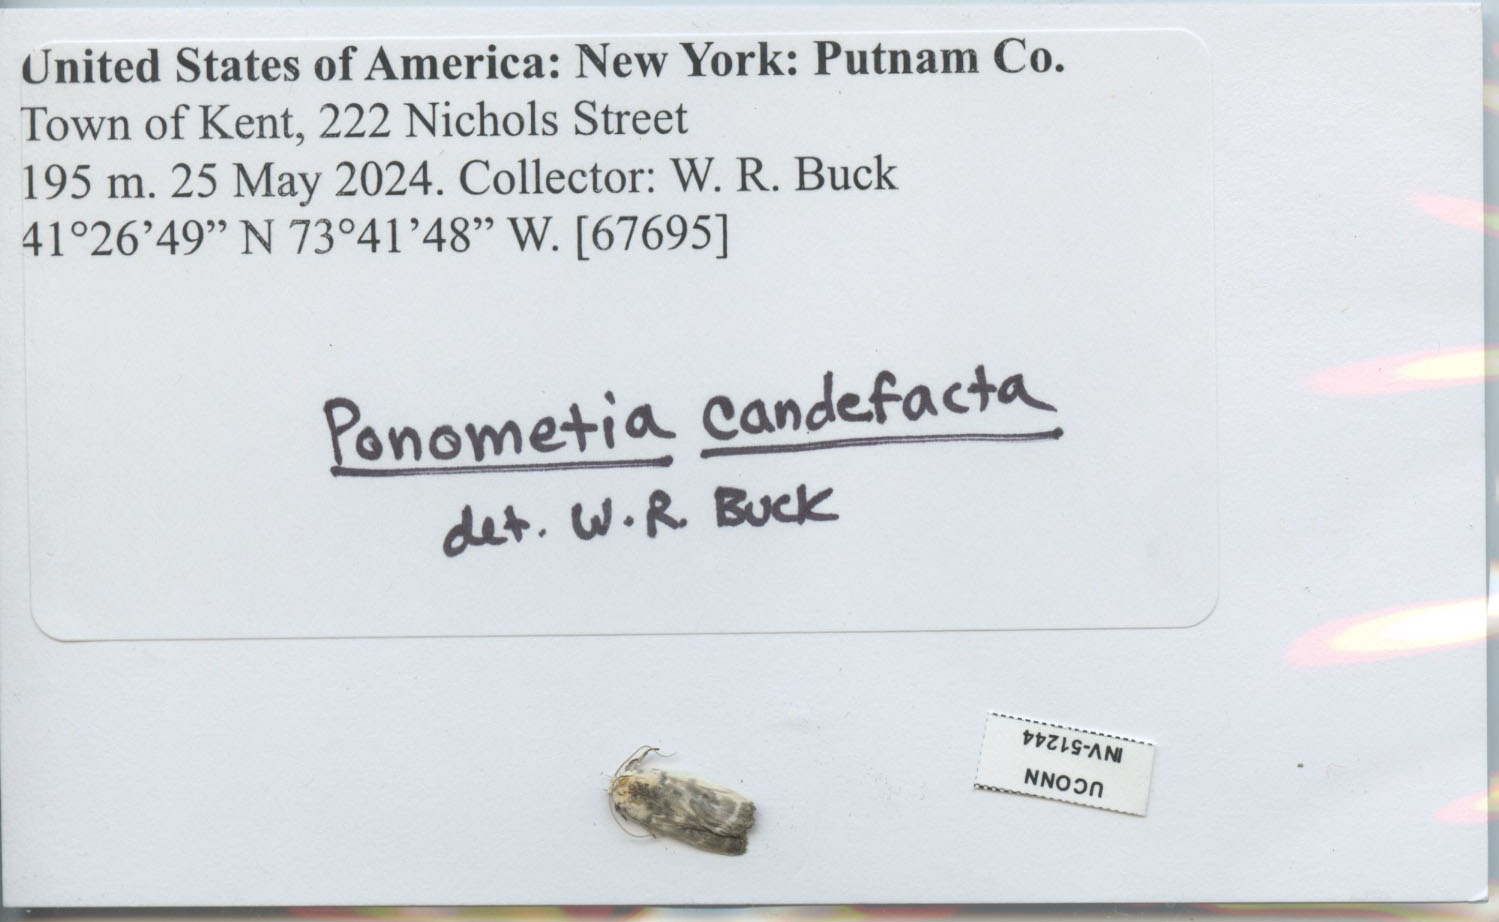 United States of America: New York: Putnam Co.
Town of Kent, 222 Nichols Street
195 m. 25 May 2024. Collector: W. R. Buck
41°26’49” N 73°41’48” W. [67695]
Ponometia candefacta
det. W.R. Buck
UCONN
INV-51244